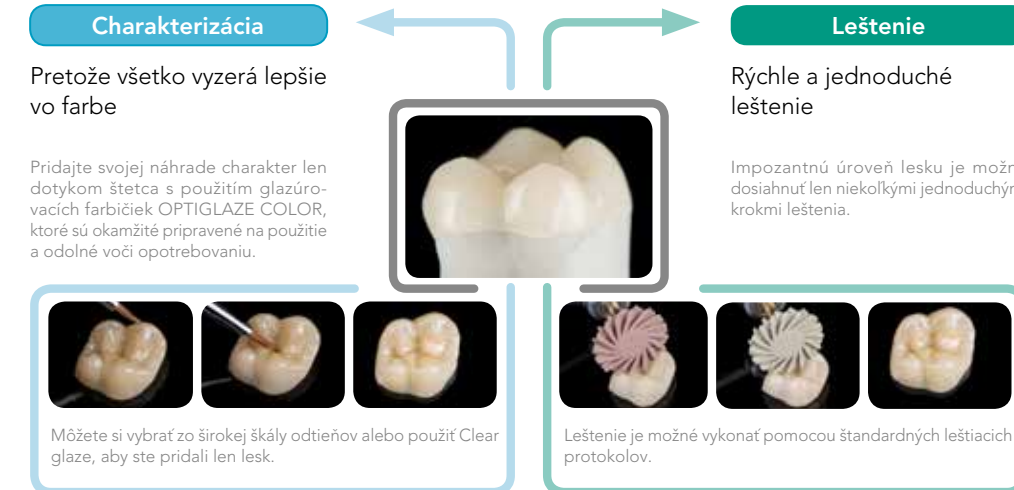 Charakterizácia
Pretože všetko vyzerá lepšie
vo farbe
Pridajte svojej náhrade charakter len
dotykom štetca s použitím glazúro-
vacích farbičiek OPTIGLAZE COLOR,
ktoré sú okamžité pripravené na použitie
a odolné voči opotrebovaniu.
Môžete si vybrať zo širokej škály odtieňov alebo použiť Clear
glaze, aby ste pridali len lesk.
Leštenie
Rýchle a jednoduché
leštenie
Impozantnú úroveň lesku je možn
dosiahnuť len niekoľkými jednoduchým
krokmi leštenia.
Leštenie je možné vykonať pomocou štandardných leštiacich
protokolov.